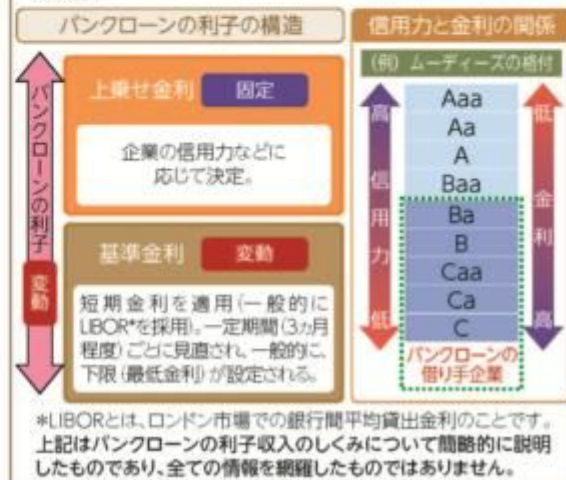 バンクローンの利子の構造
バンクローンの利子
変動
上乗せ金利 固定
企業の信用力などに
応じて決定。
基準金利 変動
短期金利を適用(一般的に
LIBOR*を採用)。一定期間(3ヵ月
程度)ごとに見直され、一般的に、
下限(最低金利)が設定される。
信用力と金利の関係
(例) ムーディーズの格付
高 信用力 低
Aaa
Aa
A
Baa
Ba
B
Caa
Ca
C
低 金利 高
バンクローンの
借り手企業
*LIBORとは、ロンドン市場での銀行間平均貸出金利のことです。
上記はバンクローンの利子収入のしくみについて簡略的に説明
したものであり、全ての情報を網羅したものではありません。